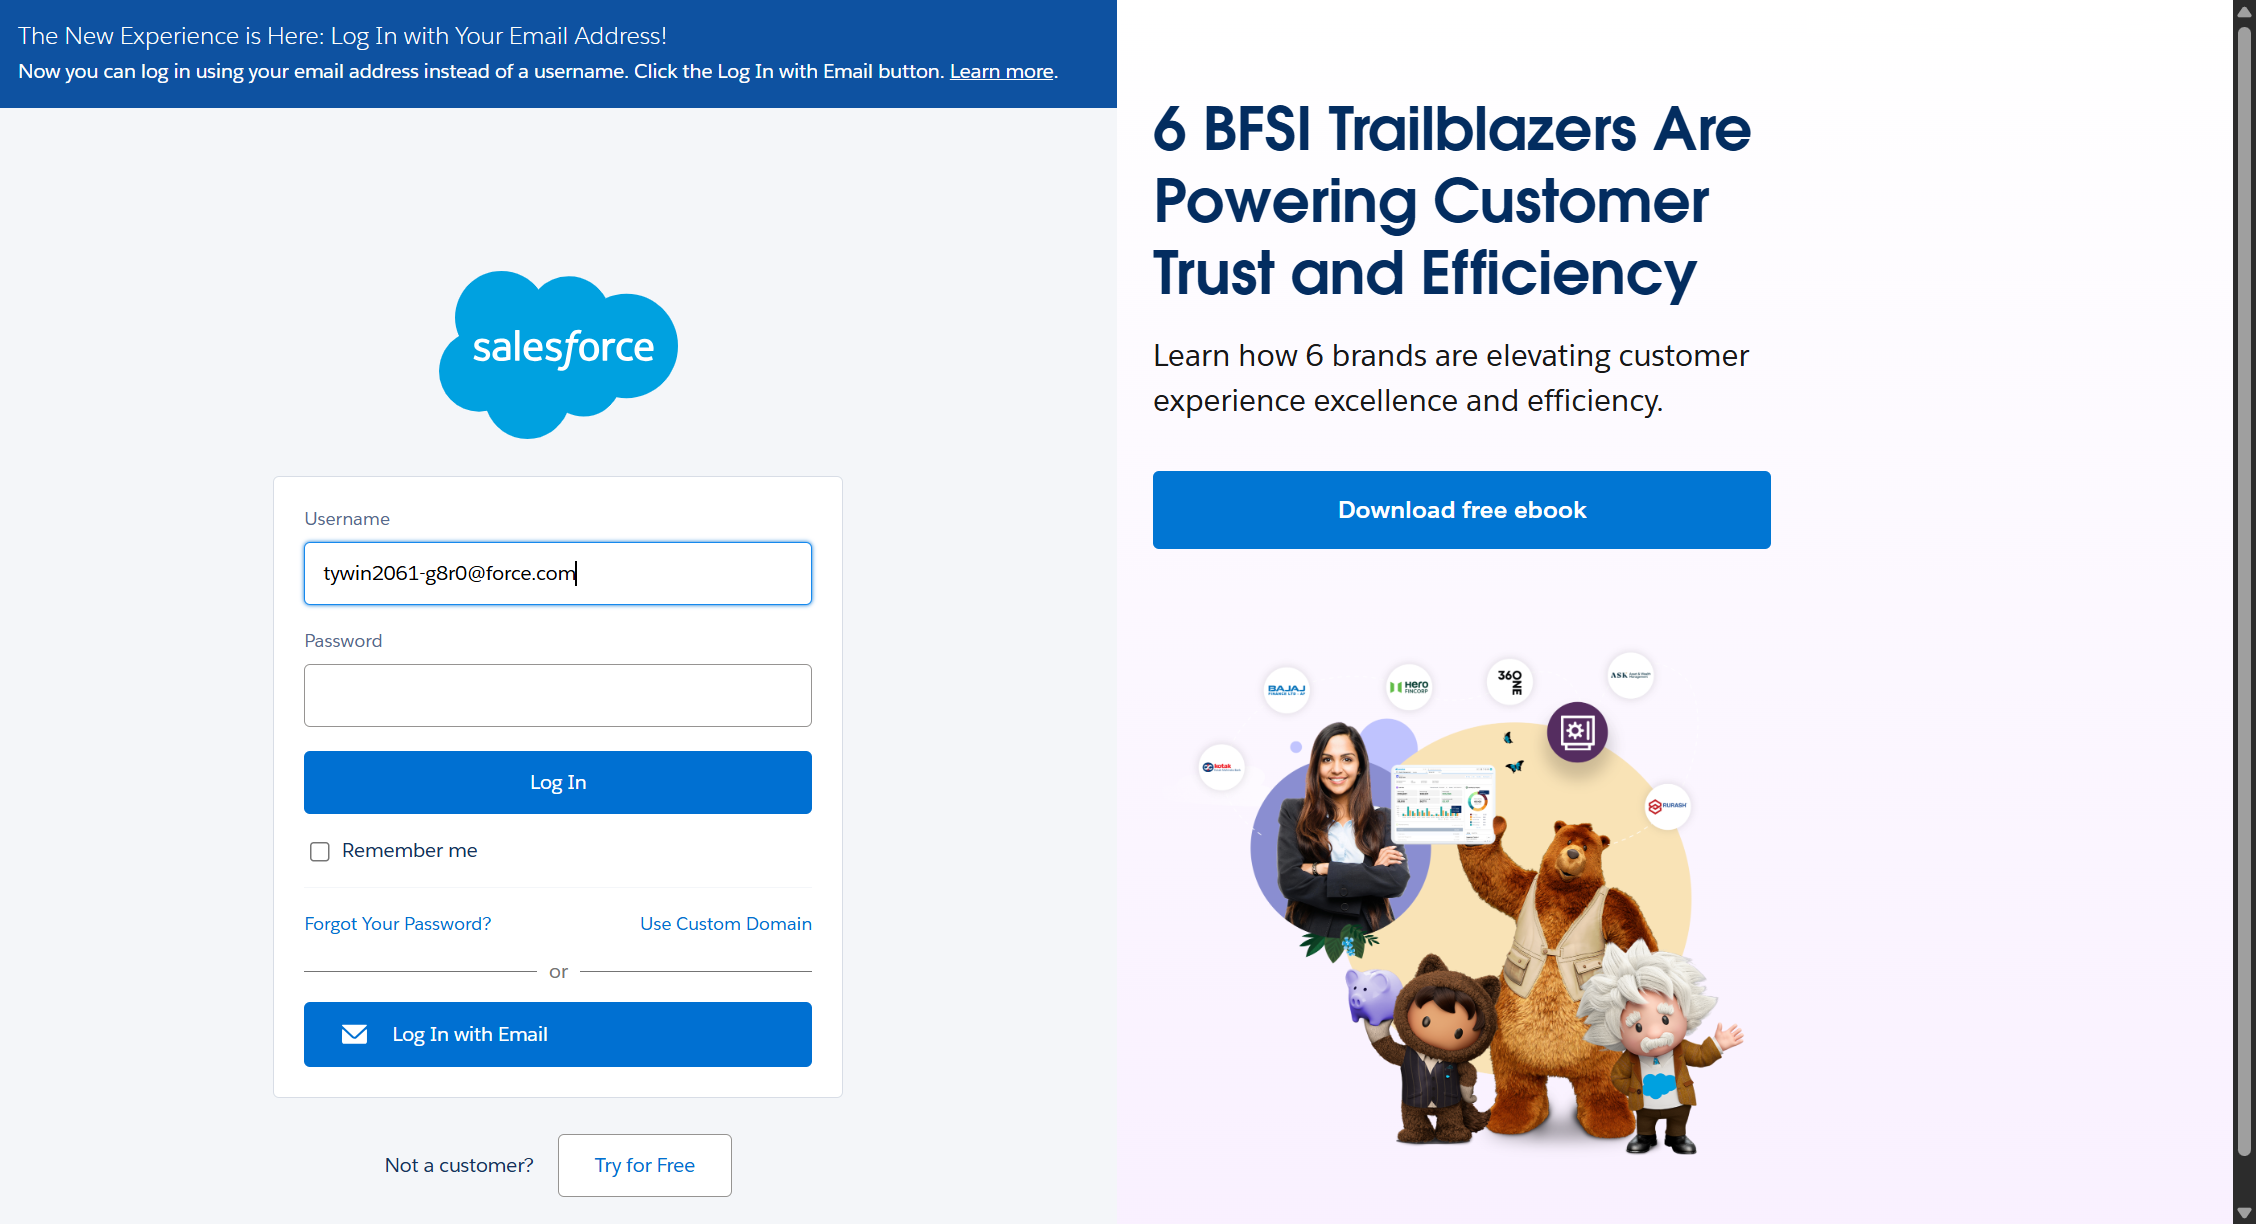 The New Experience is Here: Log In with Your Email Address!
Now you can log in using your email address instead of a username. Click the Log In with Email button. Learn more.
salesforce
Username
tywin2061-g8r0@force.com
Password
Log In
Remember me
Forgot Your Password?
Use Custom Domain
or
Log In with Email
Not a customer?
Try for Free
6 BFSI Trailblazers Are
Powering Customer
Trust and Efficiency
Learn how 6 brands are elevating customer
experience excellence and efficiency.
Download free ebook
BAJAJ
Hero
FINCORP
360
ONE
ASK
kotak
RURASH